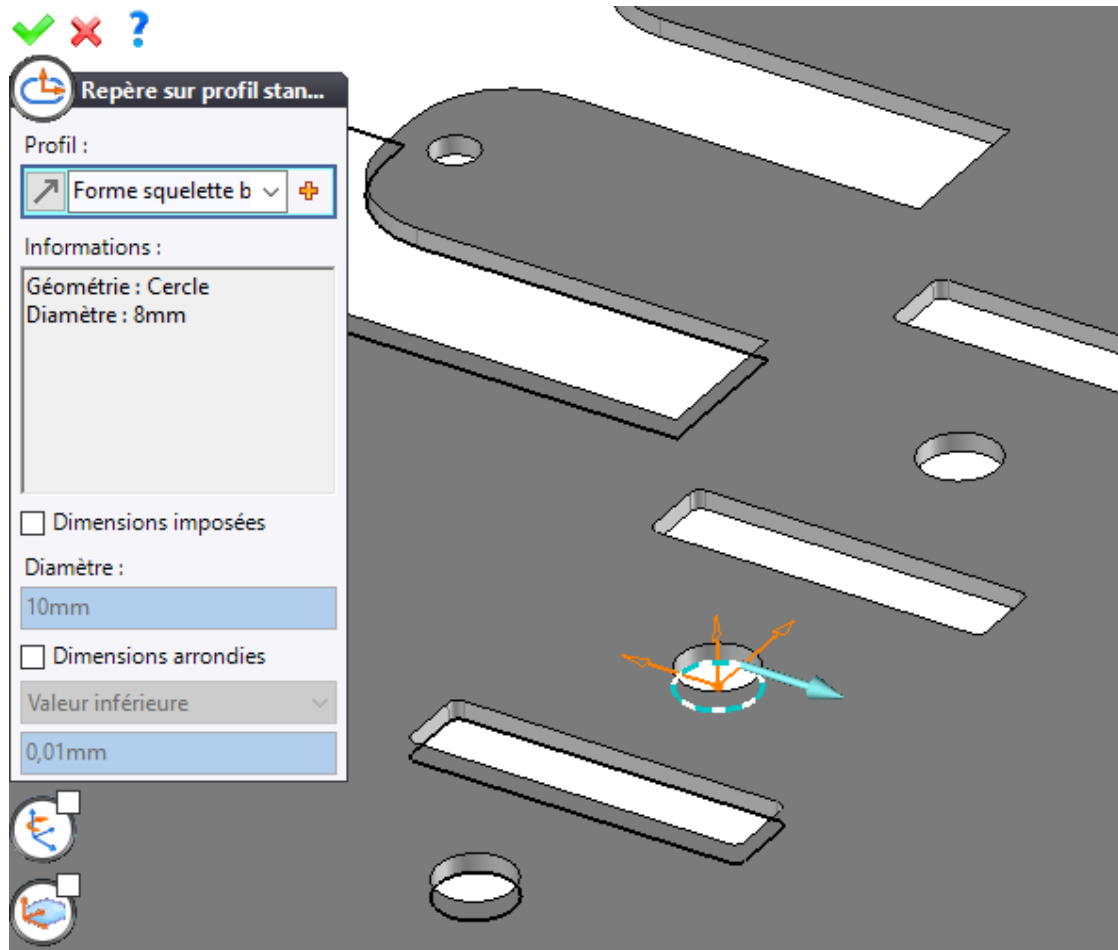 ?
Repère sur profil stan...
Profil :
Forme squelette b
Informations :
Géométrie : Cercle
Diamètre : 8mm
Dimensions imposées
Diamètre :
10mm
Dimensions arrondies
Valeur inférieure
0,01mm